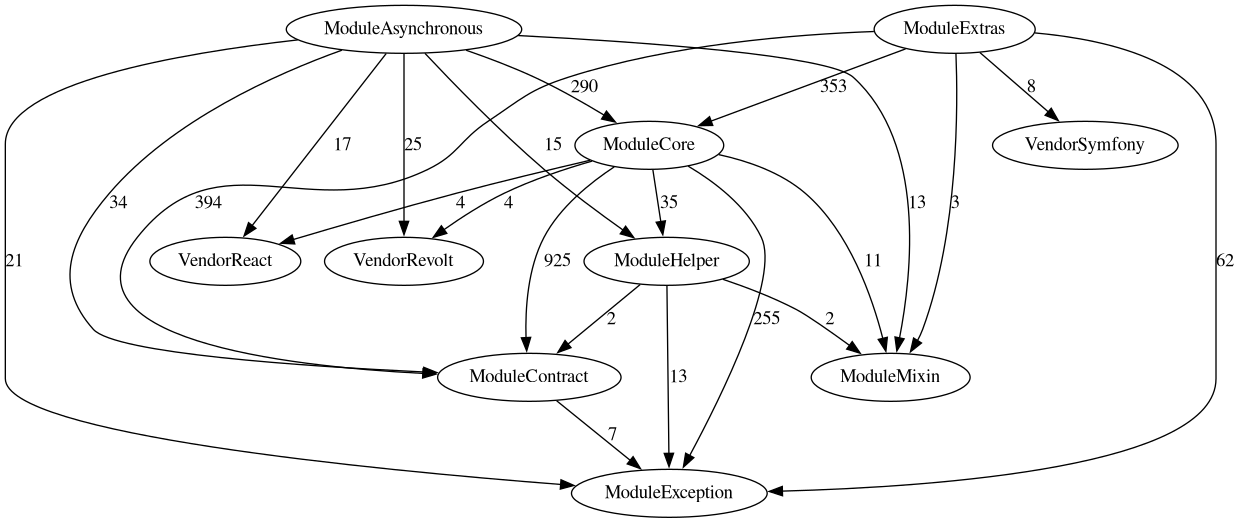 ModuleAsynchronous
ModuleExtras
290
353
8
17
25
15
ModuleCore
VendorSymfony
34
394
4
4
35
13
3
21
VendorReact
VendorRevolt
925
ModuleHelper
11
62
2
255
2
ModuleContract
13
ModuleMixin
7
ModuleException